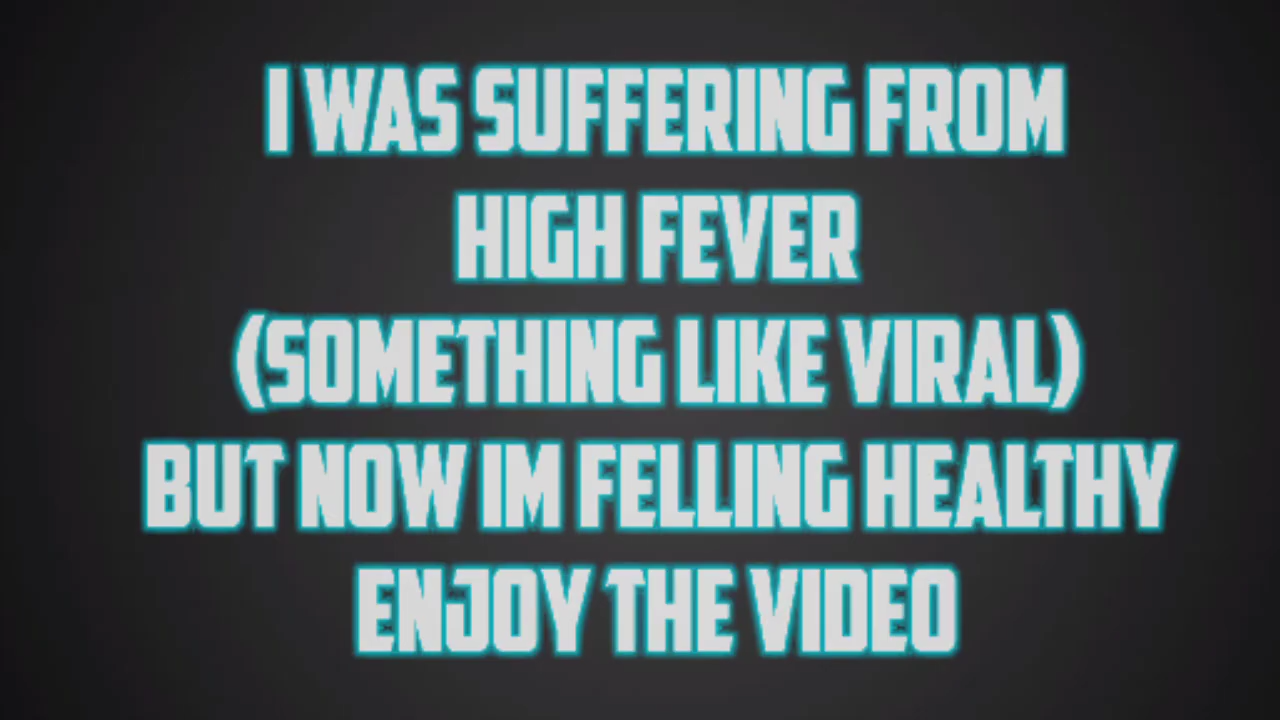 I WAS SUFFERING FROM
HIGH FEVER
(SOMETHING LIKE VIRAL)
BUT NOW IM FELLING HEALTHY
ENJOY THE VIDEO